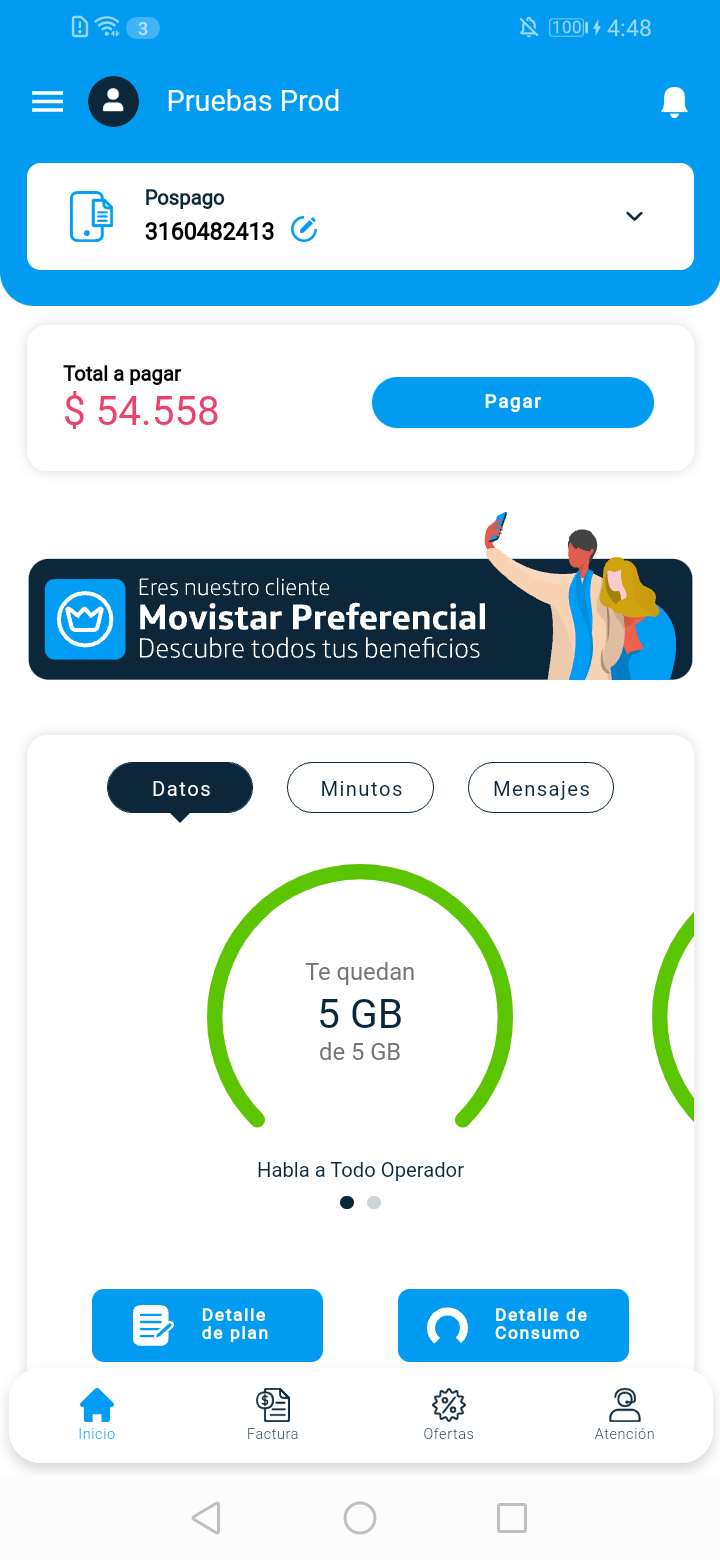 3
100
4:48
Pruebas Prod
Pospago
3160482413
Total a pagar
$ 54.558
Pagar
Eres nuestro cliente
Movistar Preferencial
Descubre todos tus beneficios
Datos
Minutos
Mensajes
Te quedan
5 GB
de 5 GB
Habla a Todo Operador
Detalle
de plan
Detalle de
Consumo
Inicio
Factura
Ofertas
Atención